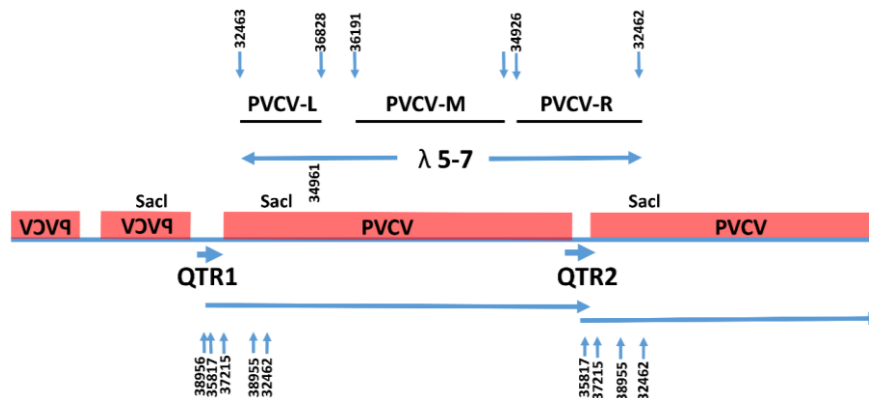 32463 36828 36191 34926 32462
PVCV-L PVCV-M PVCV-R
λ 5-7
34961
SacI SacI SacI
PVCV PVCV PVCV PVCV
QTR1 QTR2
38956 35817 37215 38955 32462 35817 37215 38955 32462